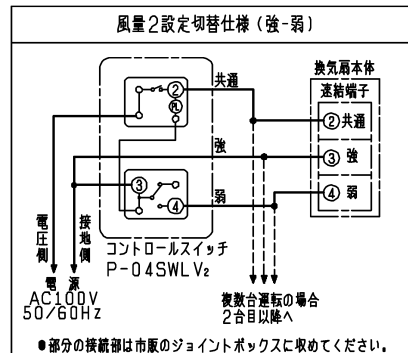 風量2設定切替仕様(強-弱)
換気扇本体
速結端子
共通
②
PL
②共通
強
③強
③
弱
④
④弱
電圧側
接地側
コントロールスイッチ
P-04SWLV2
電源
AC100V
50/60Hz
複数台運転の場合
2台目以降へ
●部分の接続部は市販のジョイントボックスに収めてください。